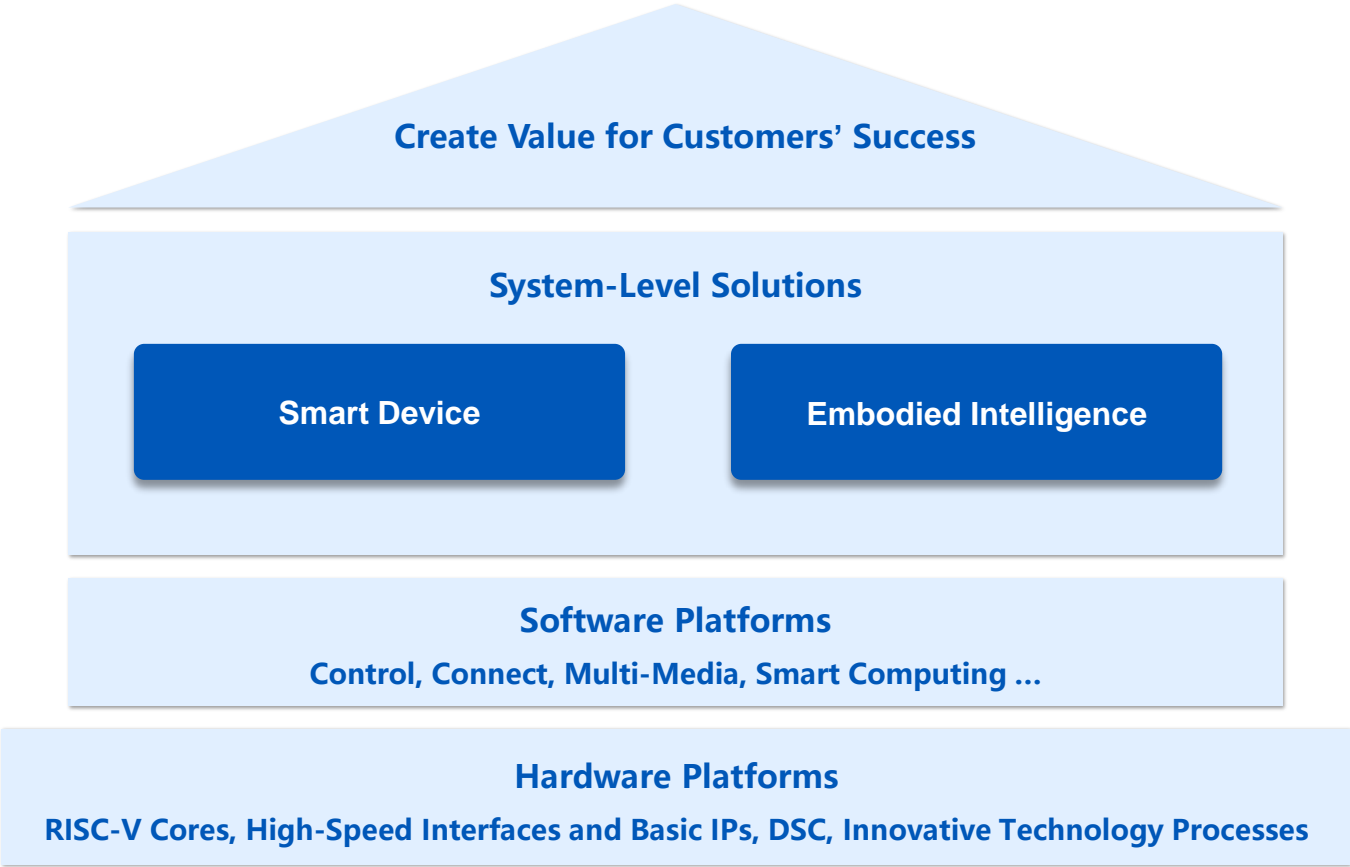 Create Value for Customers’ Success
System-Level Solutions
Smart Device
Embodied Intelligence
Software Platforms
Control, Connect, Multi-Media, Smart Computing ...
Hardware Platforms
RISC-V Cores, High-Speed Interfaces and Basic IPs, DSC, Innovative Technology Processes